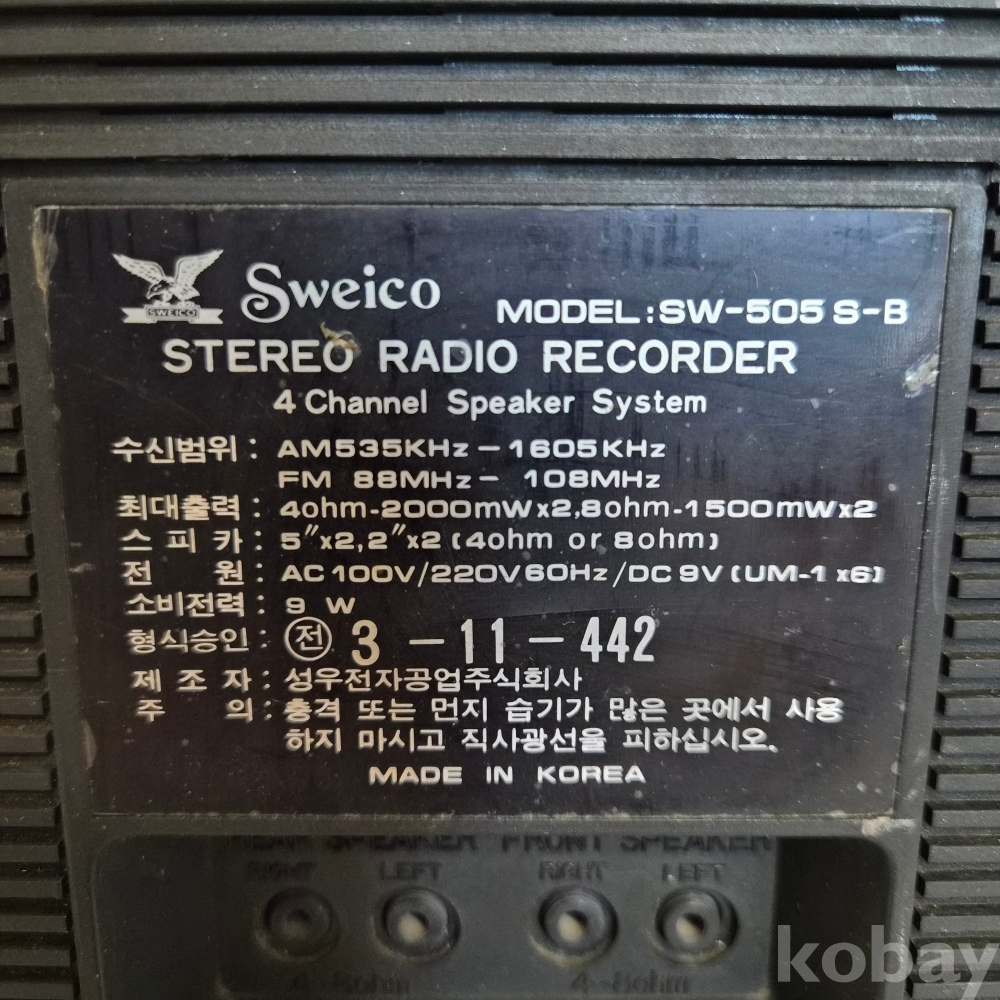 SWEICO
Sweico
MODEL:SW-505 S-B
STEREO RADIO RECORDER
4 Channel Speaker System
수신범위 : AM535KHz-1605KHz
FM 88MHz- 108MHz
최대출력 : 4ohm-2000mWx2,8ohm-1500mWx2
스 피 카 : 5"x2,2"x2 (4ohm or 8ohm)
전 원 : AC 100V/220V 60Hz/DC 9V (UM-1 x6)
소비전력 : 9 W
형식승인 : 전 3 -11-442
제 조 자 : 성우전자공업주식회사
주 의 : 충격 또는 먼지 습기가 많은 곳에서 사용
하지 마시고 직사광선을 피하십시오.
MADE IN KOREA
REAR SPEAKER FRONT SPEAKER
RIGHT LEFT RIGHT LEFT
4-8ohm 4-8ohm
kobay